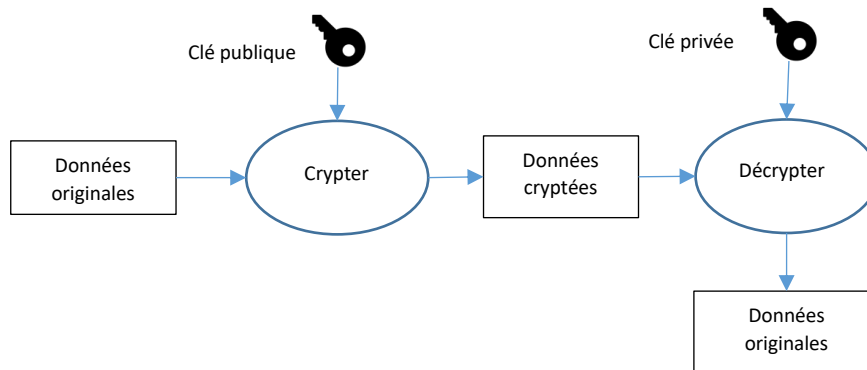 Clé publique
Clé privée
Données
originales
Crypter
Données
cryptées
Décrypter
Données
originales